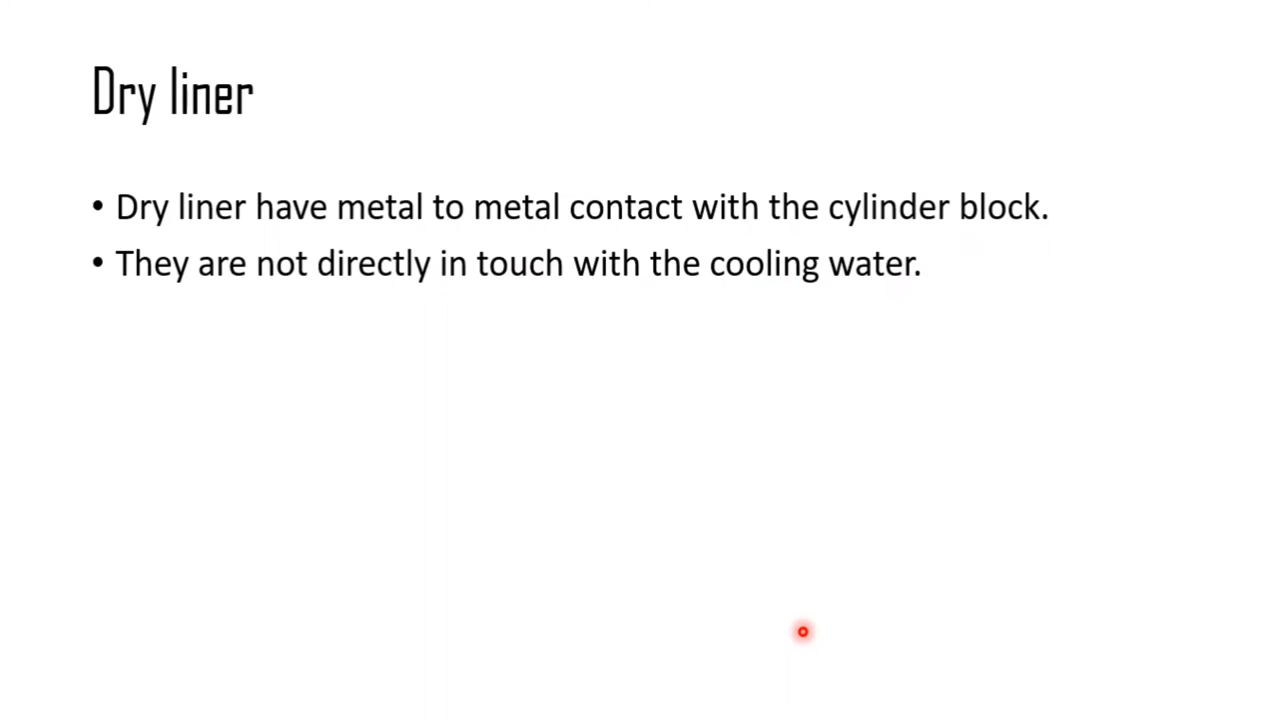 Dry liner
• Dry liner have metal to metal contact with the cylinder block.
• They are not directly in touch with the cooling water.